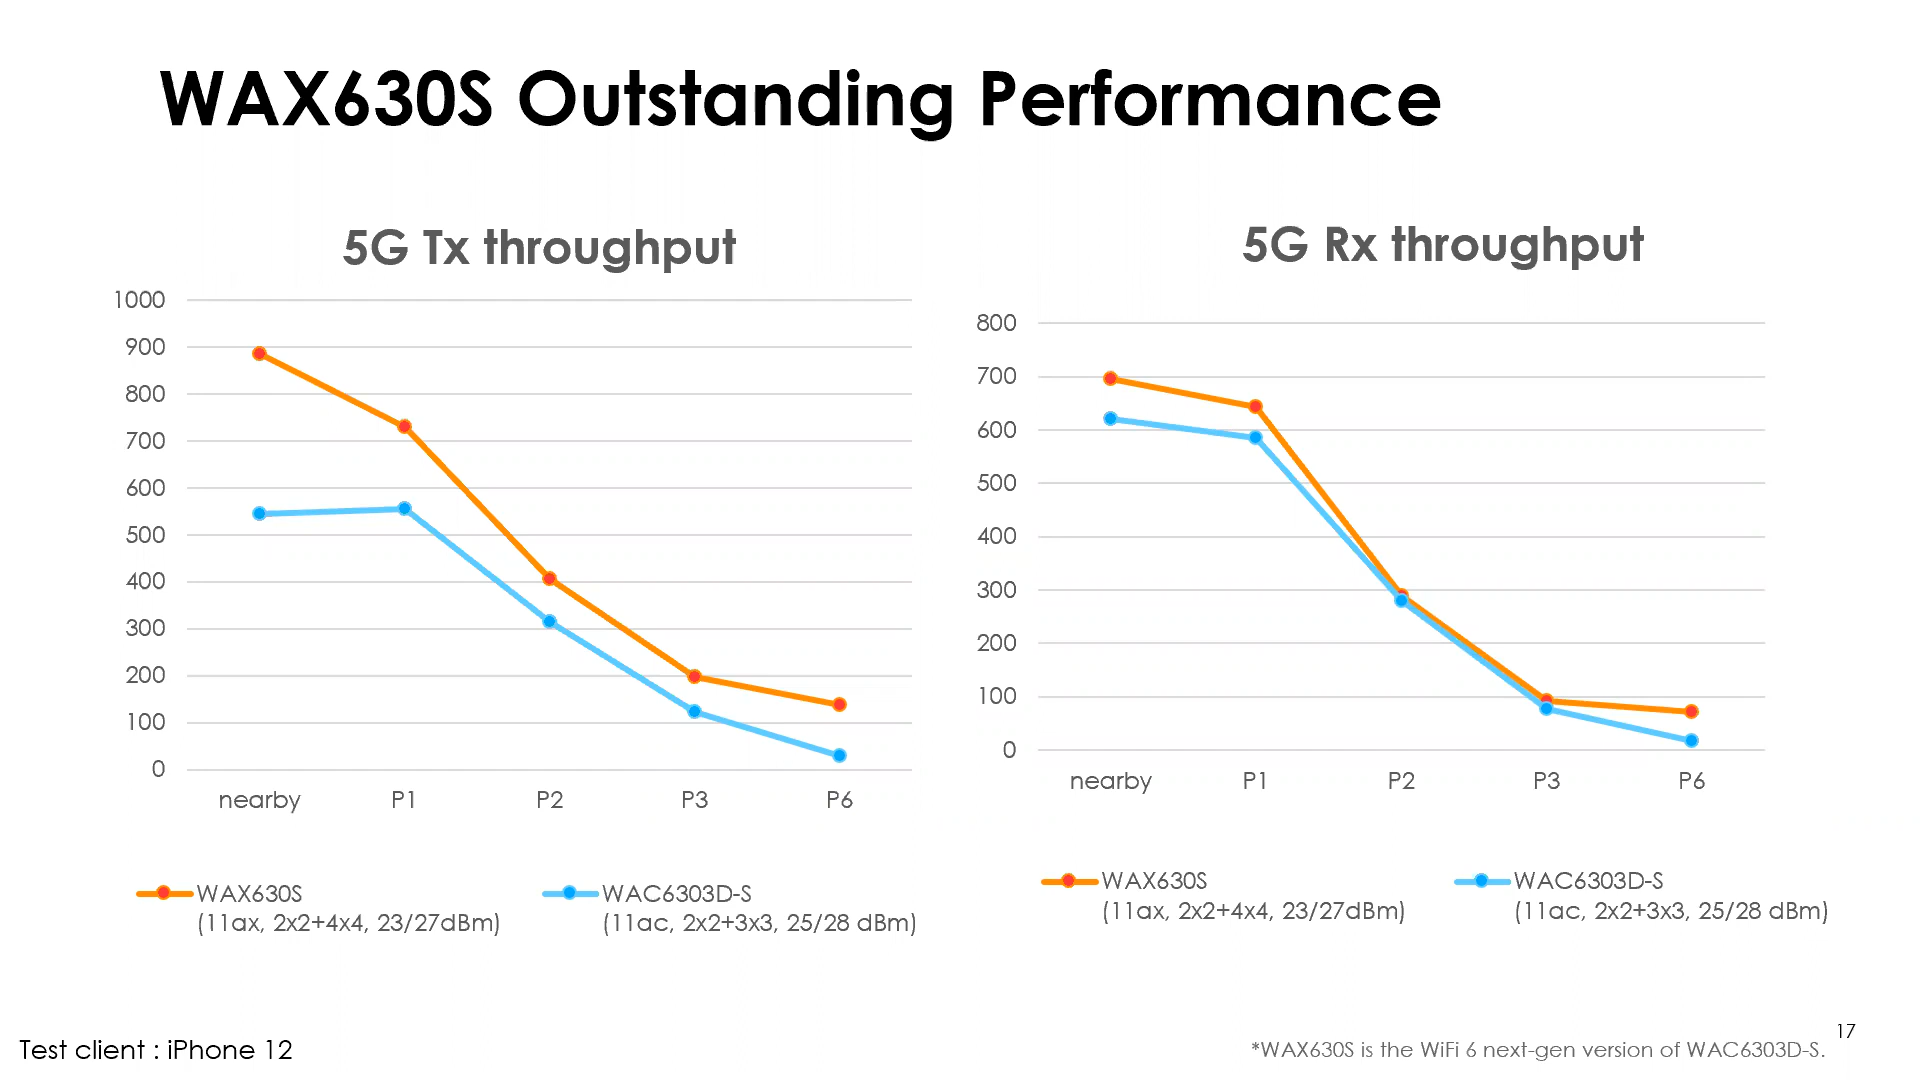 WAX630S Outstanding Performance
5G Tx throughput
1000
900
800
700
600
500
400
300
200
100
0
nearby P1 P2 P3 P6
WAX630S
(11ax, 2x2+4x4, 23/27dBm)
WAC6303D-S
(11ac, 2x2+3x3, 25/28 dBm)
5G Rx throughput
800
700
600
500
400
300
200
100
0
nearby P1 P2 P3 P6
WAX630S
(11ax, 2x2+4x4, 23/27dBm)
WAC6303D-S
(11ac, 2x2+3x3, 25/28 dBm)
Test client : iPhone 12
*WAX630S is the WiFi 6 next-gen version of WAC6303D-S.
17